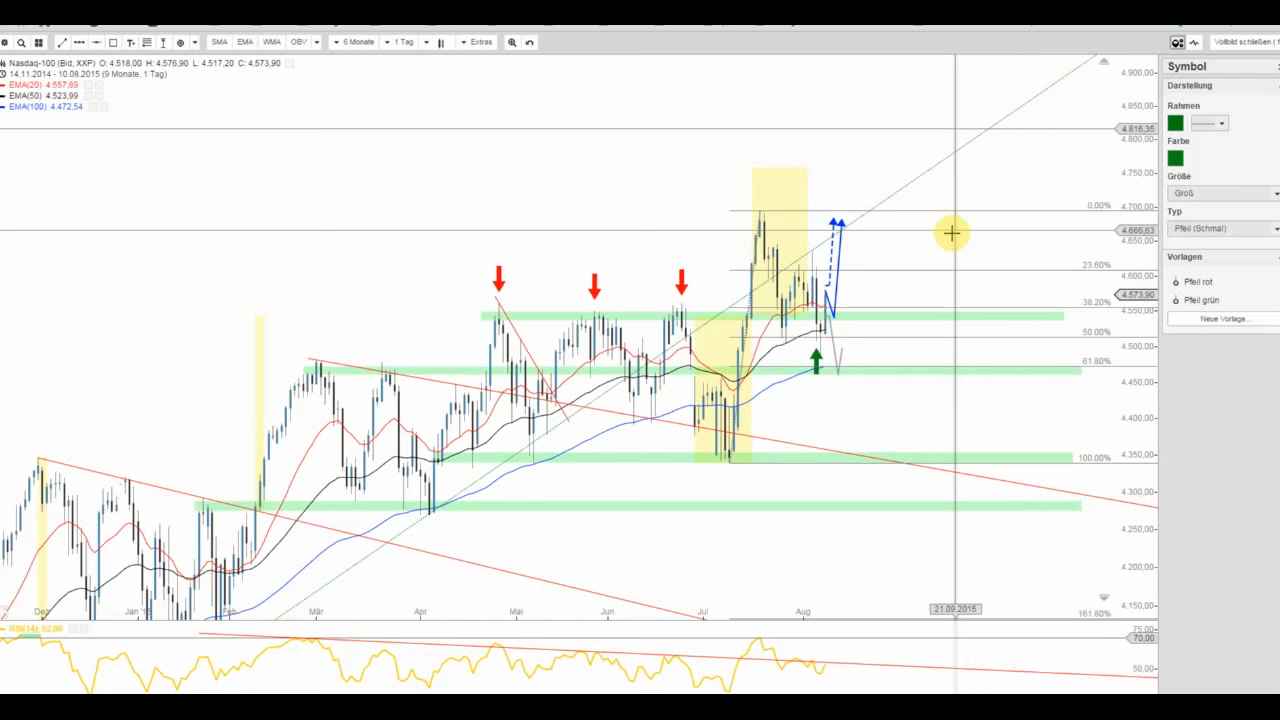 SMA EMA WMA OBV 6 Monate 1 Tag Extras Vollbild schließen (
Nasdaq-100 (Bid, XXP) O: 4.518,00 H: 4.576,90 L: 4.517,20 C: 4.573,90
14.11.2014 - 10.08.2015 (9 Monate, 1 Tag)
EMA(20) 4.557,89
EMA(50) 4.523,99
EMA(100) 4.472,54
4.900,00
4.850,00
4.816,35
4.800,00
4.750,00
4.700,00
4.666,63
4.650,00
4.600,00
4.573,90
4.550,00
4.500,00
4.450,00
4.400,00
4.350,00
4.300,00
4.250,00
4.200,00
4.150,00
0.00%
23.60%
38.20%
50.00%
61.80%
100.00%
161.80%
Dez Jan '1 Feb Mär Apr Mai Jun Jul Aug 21.09.2015
RSI(14) 52,86
75.00
70.00
50.00
Symbol
Darstellung
Rahmen
Farbe
Größe
Groß
Typ
Pfeil (Schmal)
Vorlagen
Pfeil rot
Pfeil grün
Neue Vorlage...